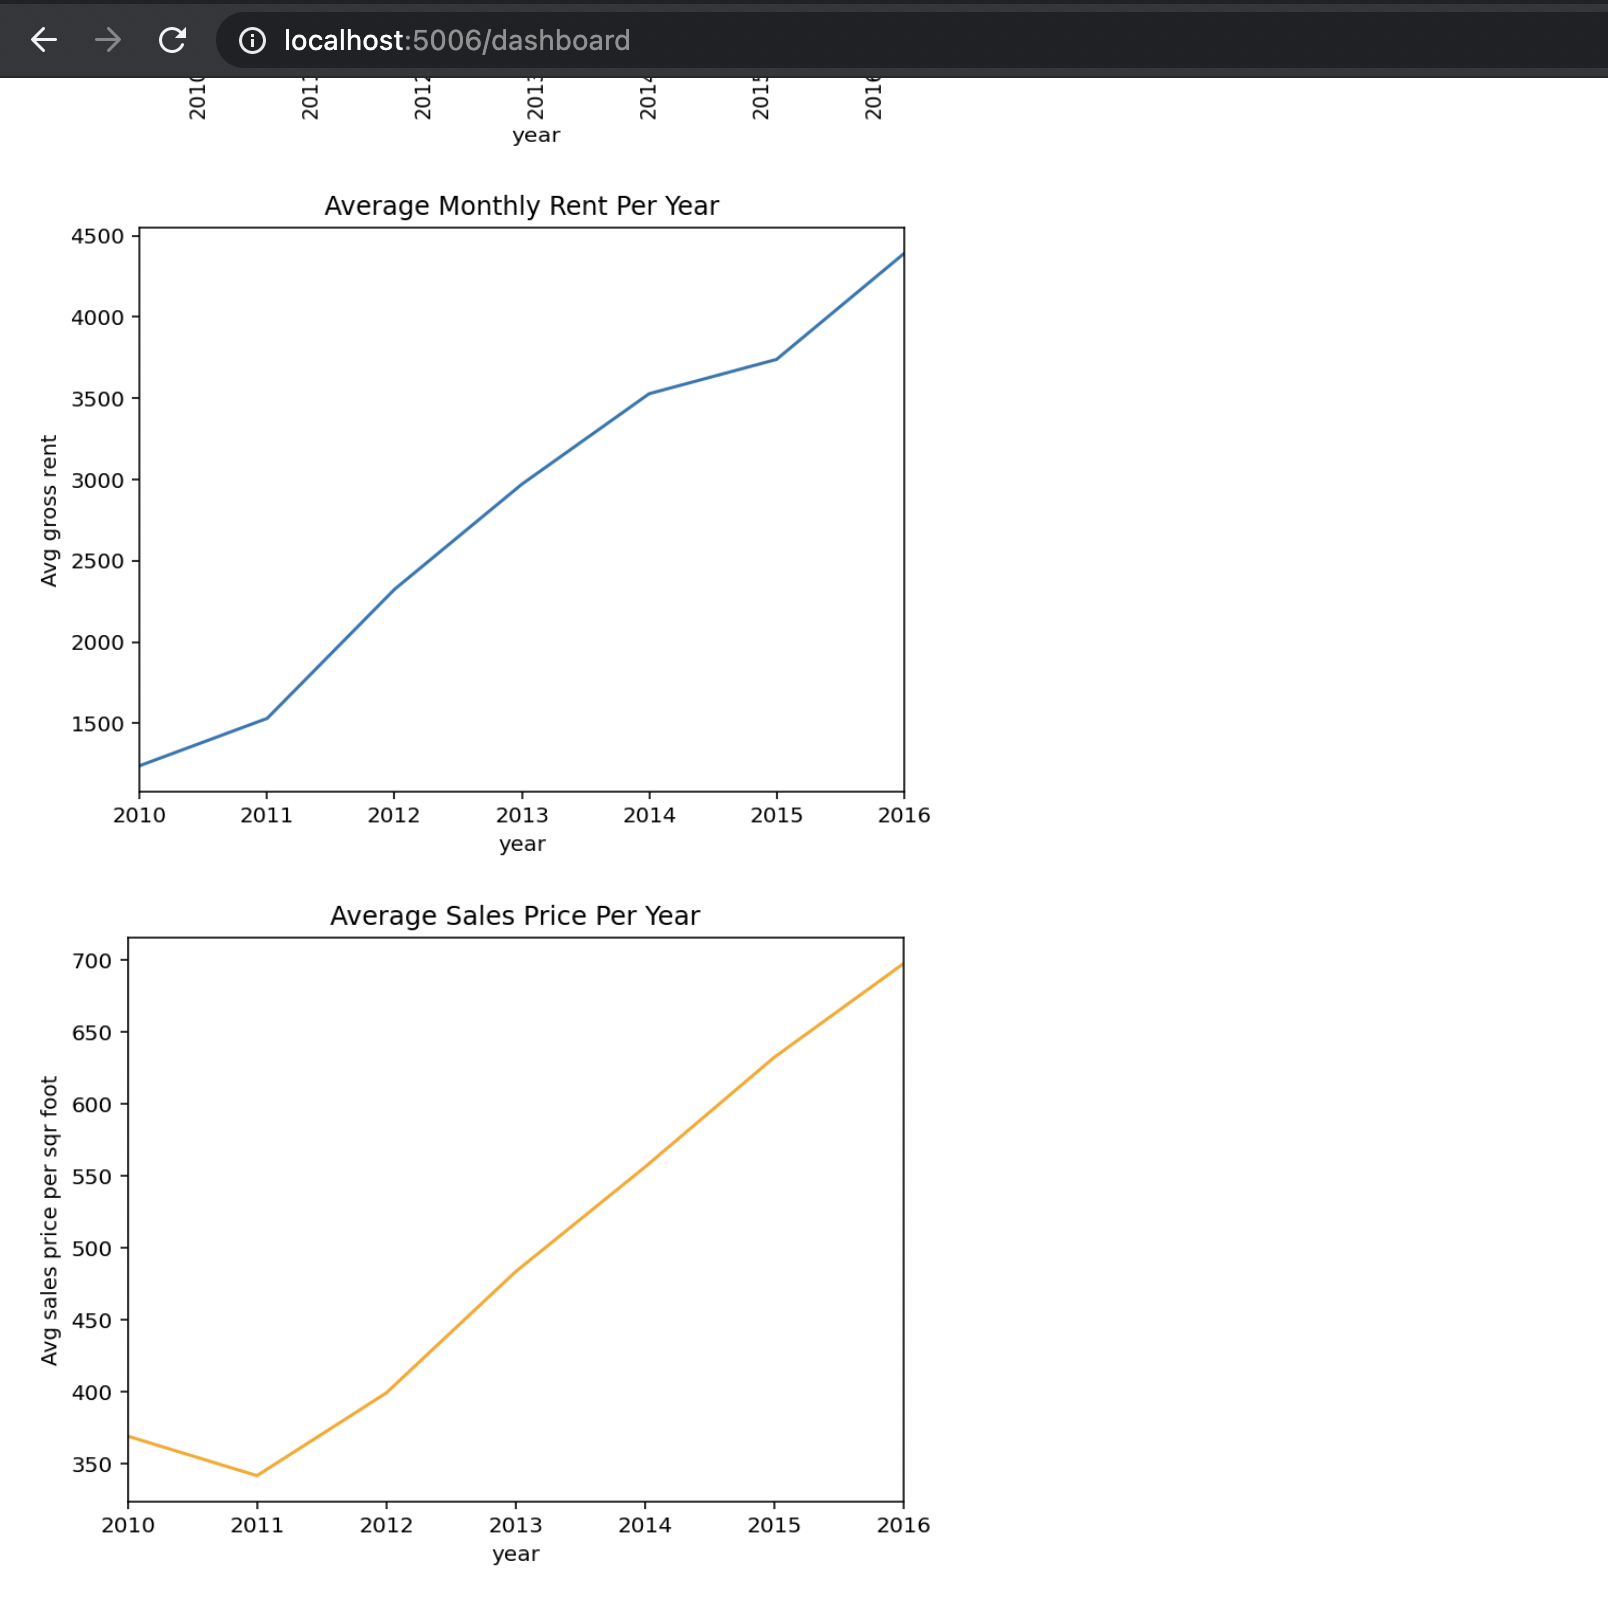 localhost:5006/dashboard
2010 2011 2012 2013 2014 2015 2016
year
Average Monthly Rent Per Year
Avg gross rent
4500
4000
3500
3000
2500
2000
1500
2010 2011 2012 2013 2014 2015 2016
year
Average Sales Price Per Year
Avg sales price per sqr foot
700
650
600
550
500
450
400
350
2010 2011 2012 2013 2014 2015 2016
year